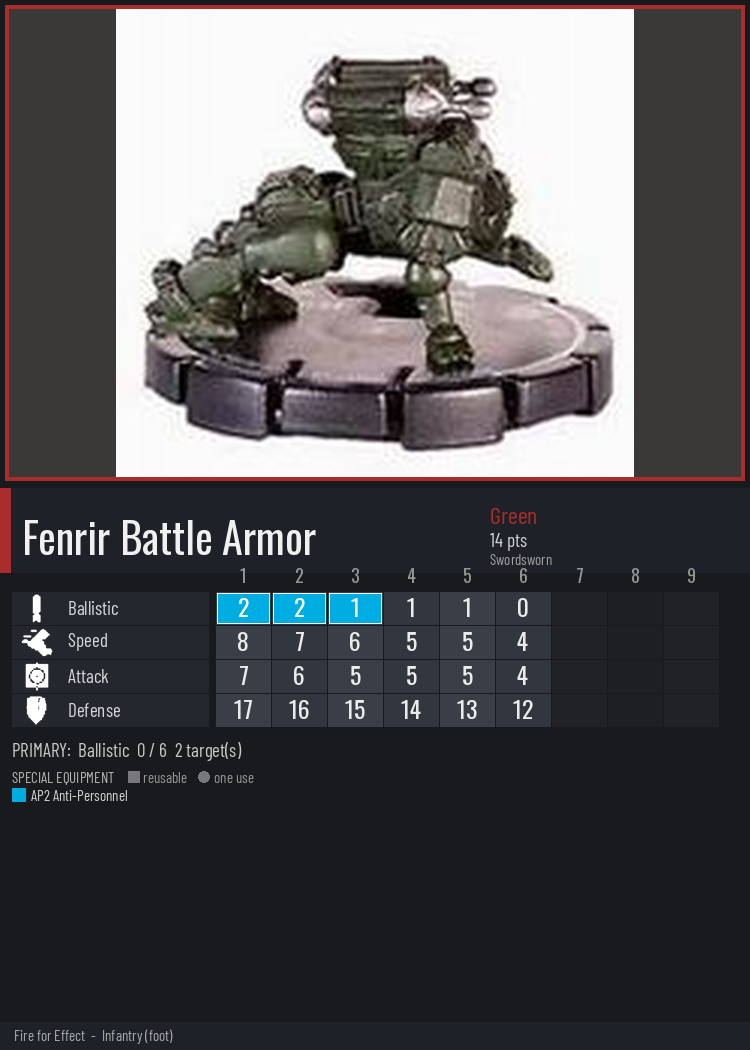 Fenrir Battle Armor
Green
14 pts
Swordsworn
1 2 3 4 5 6 7 8 9
Ballistic 2 2 1 1 1 0
Speed 8 7 6 5 5 4
Attack 7 6 5 5 5 4
Defense 17 16 15 14 13 12
PRIMARY: Ballistic 0 / 6 2 target(s)
SPECIAL EQUIPMENT reusable one use
AP2 Anti-Personnel
Fire for Effect - Infantry (foot)